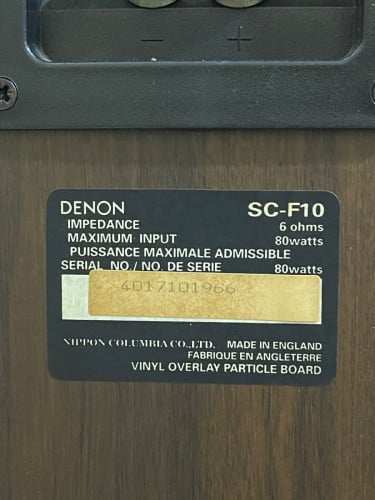 − +
DENON SC-F10
IMPEDANCE 6 ohms
MAXIMUM INPUT 80watts
PUISSANCE MAXIMALE ADMISSIBLE
SERIAL NO./NO. DE SERIE 80watts
4017101966
NIPPON COLUMBIA CO.,LTD. MADE IN ENGLAND
FABRIQUE EN ANGLETERRE
VINYL OVERLAY PARTICLE BOARD